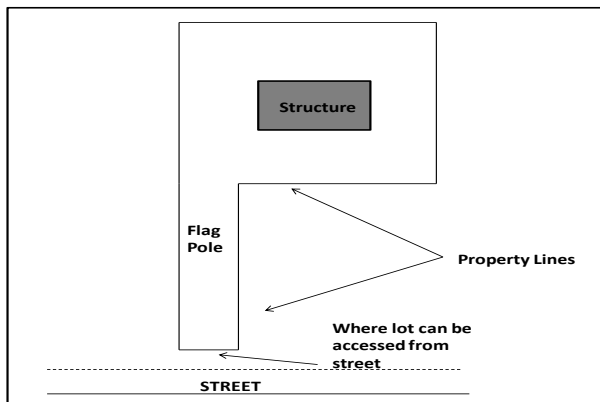 Structure
Flag
Pole
Property Lines
Where lot can be
accessed from
street
STREET